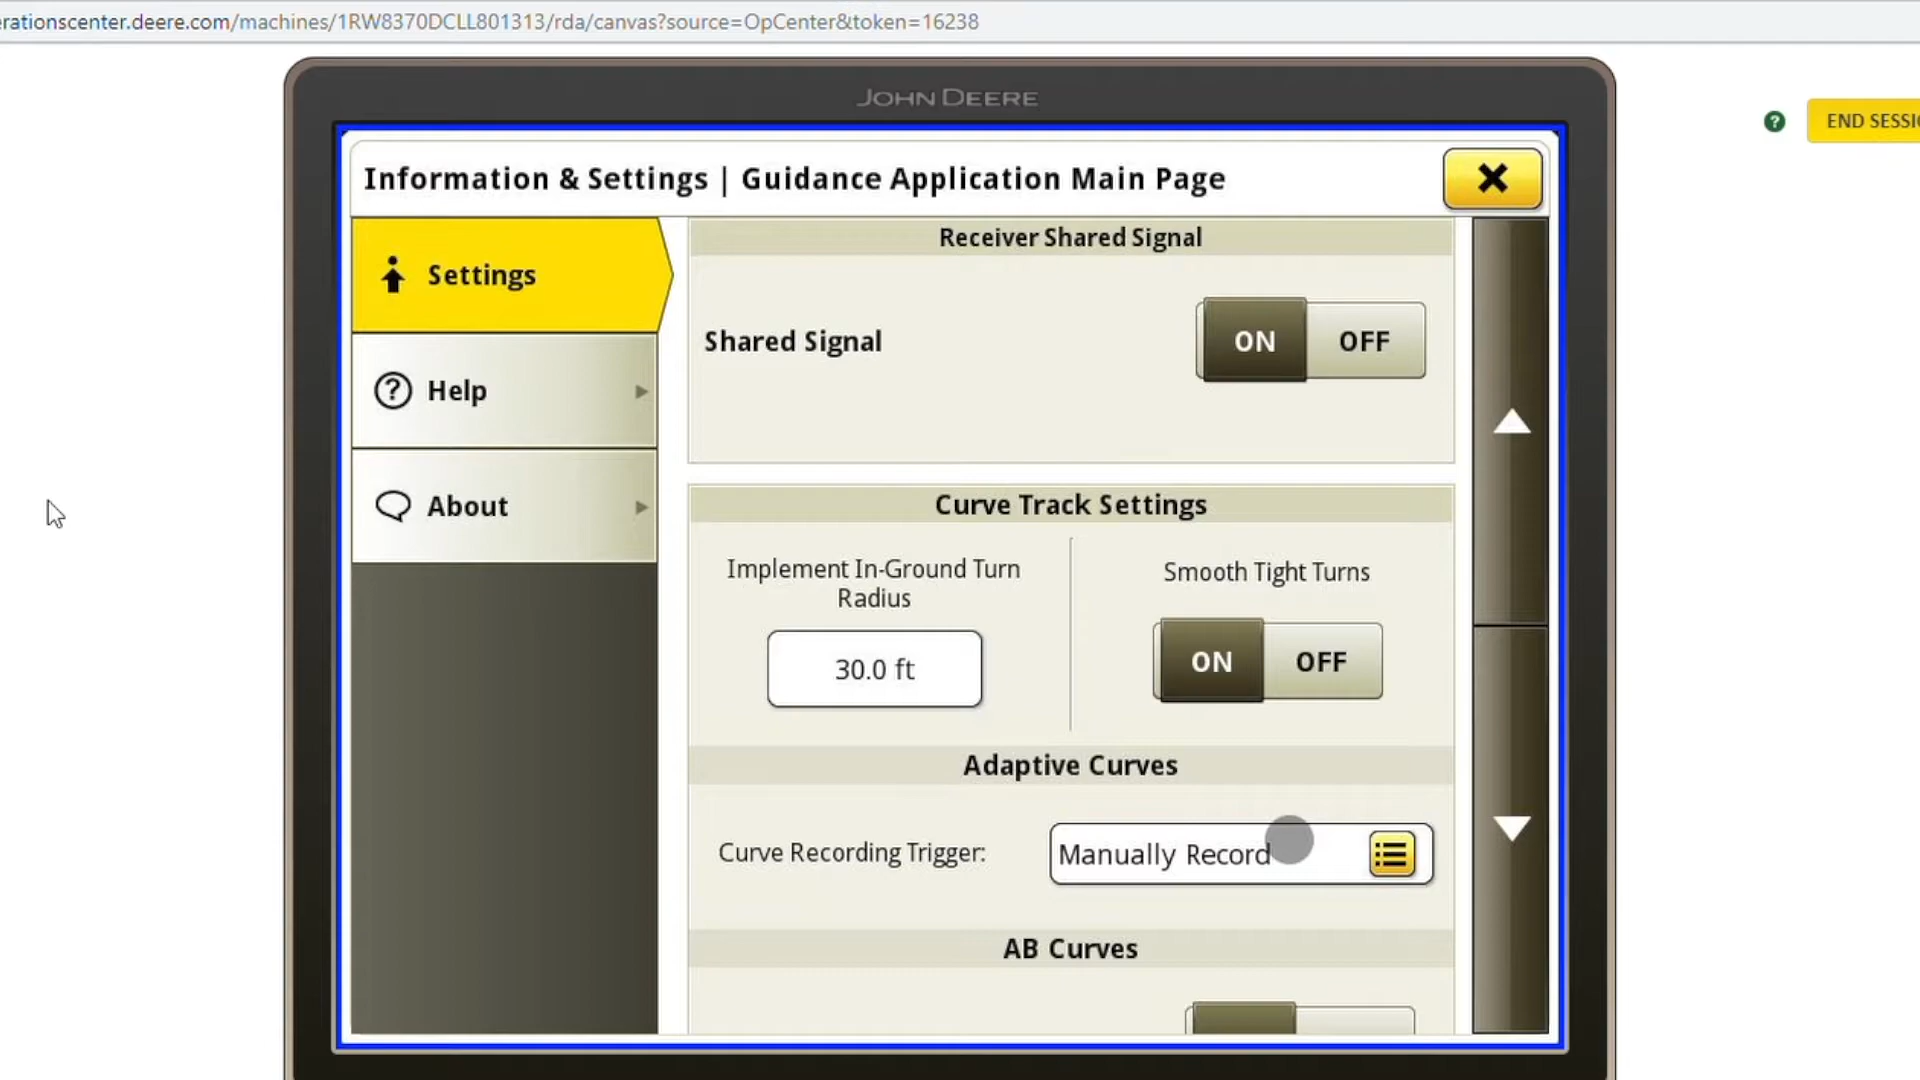 erationscenter.deere.com/machines/1RW8370DCLL801313/rda/canvas?source=OpCenter&token=16238
JOHN DEERE
?
END SESSI
Information & Settings | Guidance Application Main Page
Settings
Help
About
Receiver Shared Signal
Shared Signal
ON OFF
Curve Track Settings
Implement In-Ground Turn
Radius
30.0 ft
Smooth Tight Turns
ON OFF
Adaptive Curves
Curve Recording Trigger:
Manually Record
AB Curves